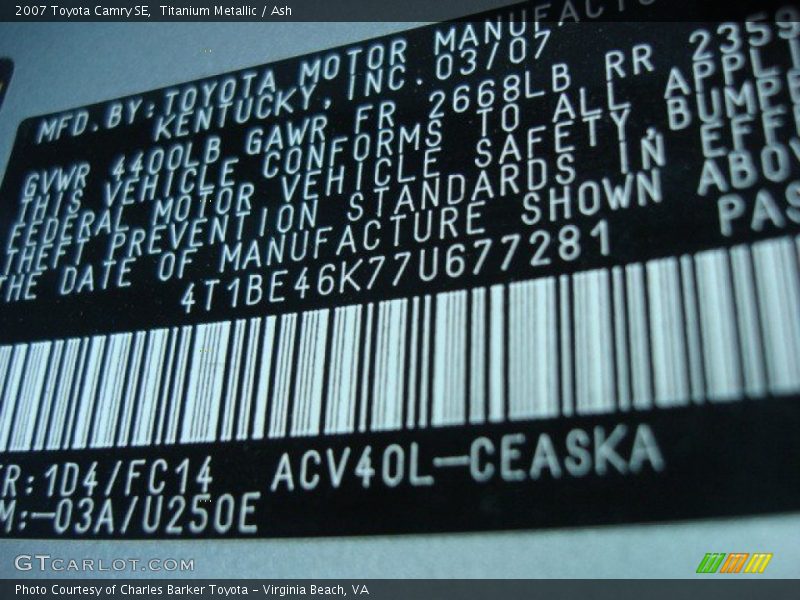 2007 Toyota Camry SE, Titanium Metallic / Ash
MFD.BY:TOYOTA MOTOR MANUFACTU
KENTUCKY, INC. 03/07
GVWR 4400LB GAWR FR 2668LB RR 2359
THIS VEHICLE CONFORMS TO ALL APPLI
FEDERAL MOTOR VEHICLE SAFETY, BUMPE
THEFT PREVENTION STANDARDS IN EFFE
THE DATE OF MANUFACTURE SHOWN ABOV
4T1BE46K77U677281 PAS
R:1D4/FC14 ACV40L-CEASKA
M:-03A/U250E
GTCARLOT.COM
Photo Courtesy of Charles Barker Toyota - Virginia Beach, VA